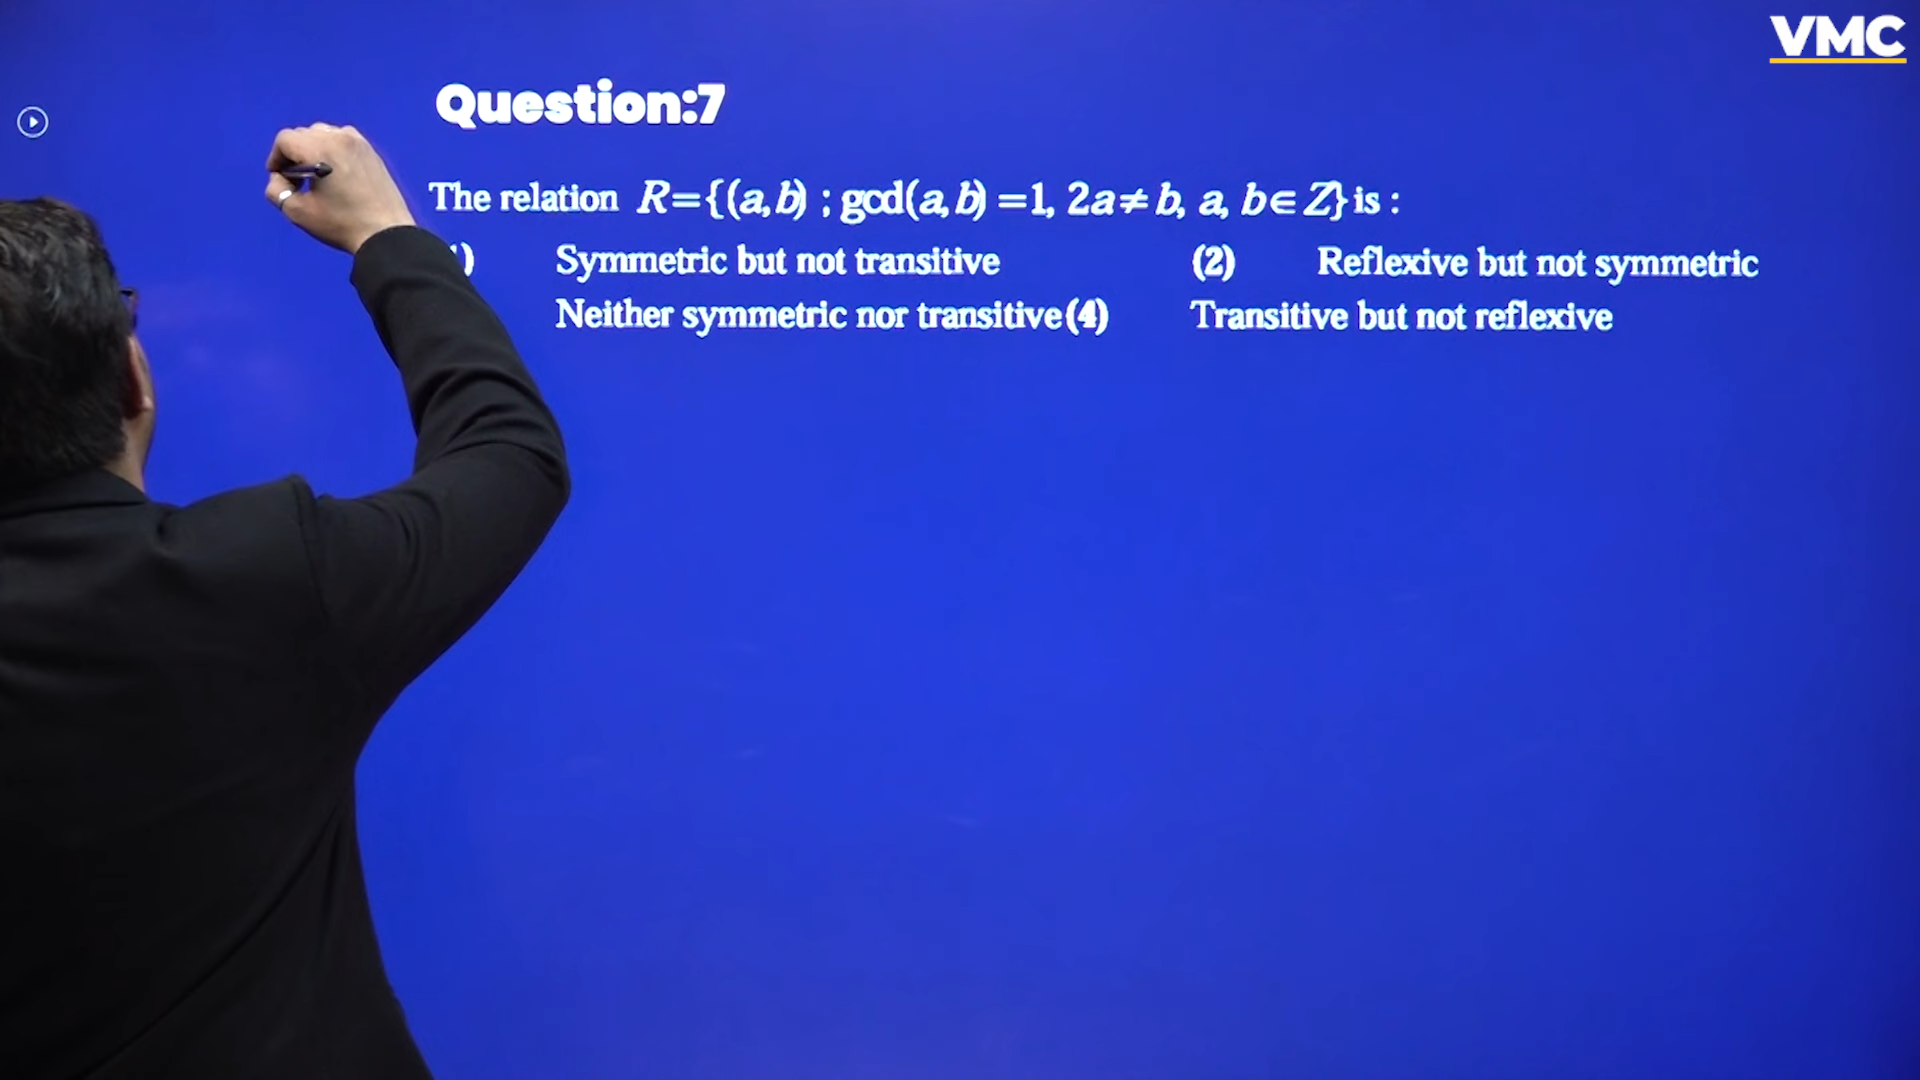 VMC
Question:7
The relation R={(a,b) ; gcd(a,b) =1, 2a≠b, a, b∈Z} is :
) Symmetric but not transitive (2) Reflexive but not symmetric
Neither symmetric nor transitive (4) Transitive but not reflexive